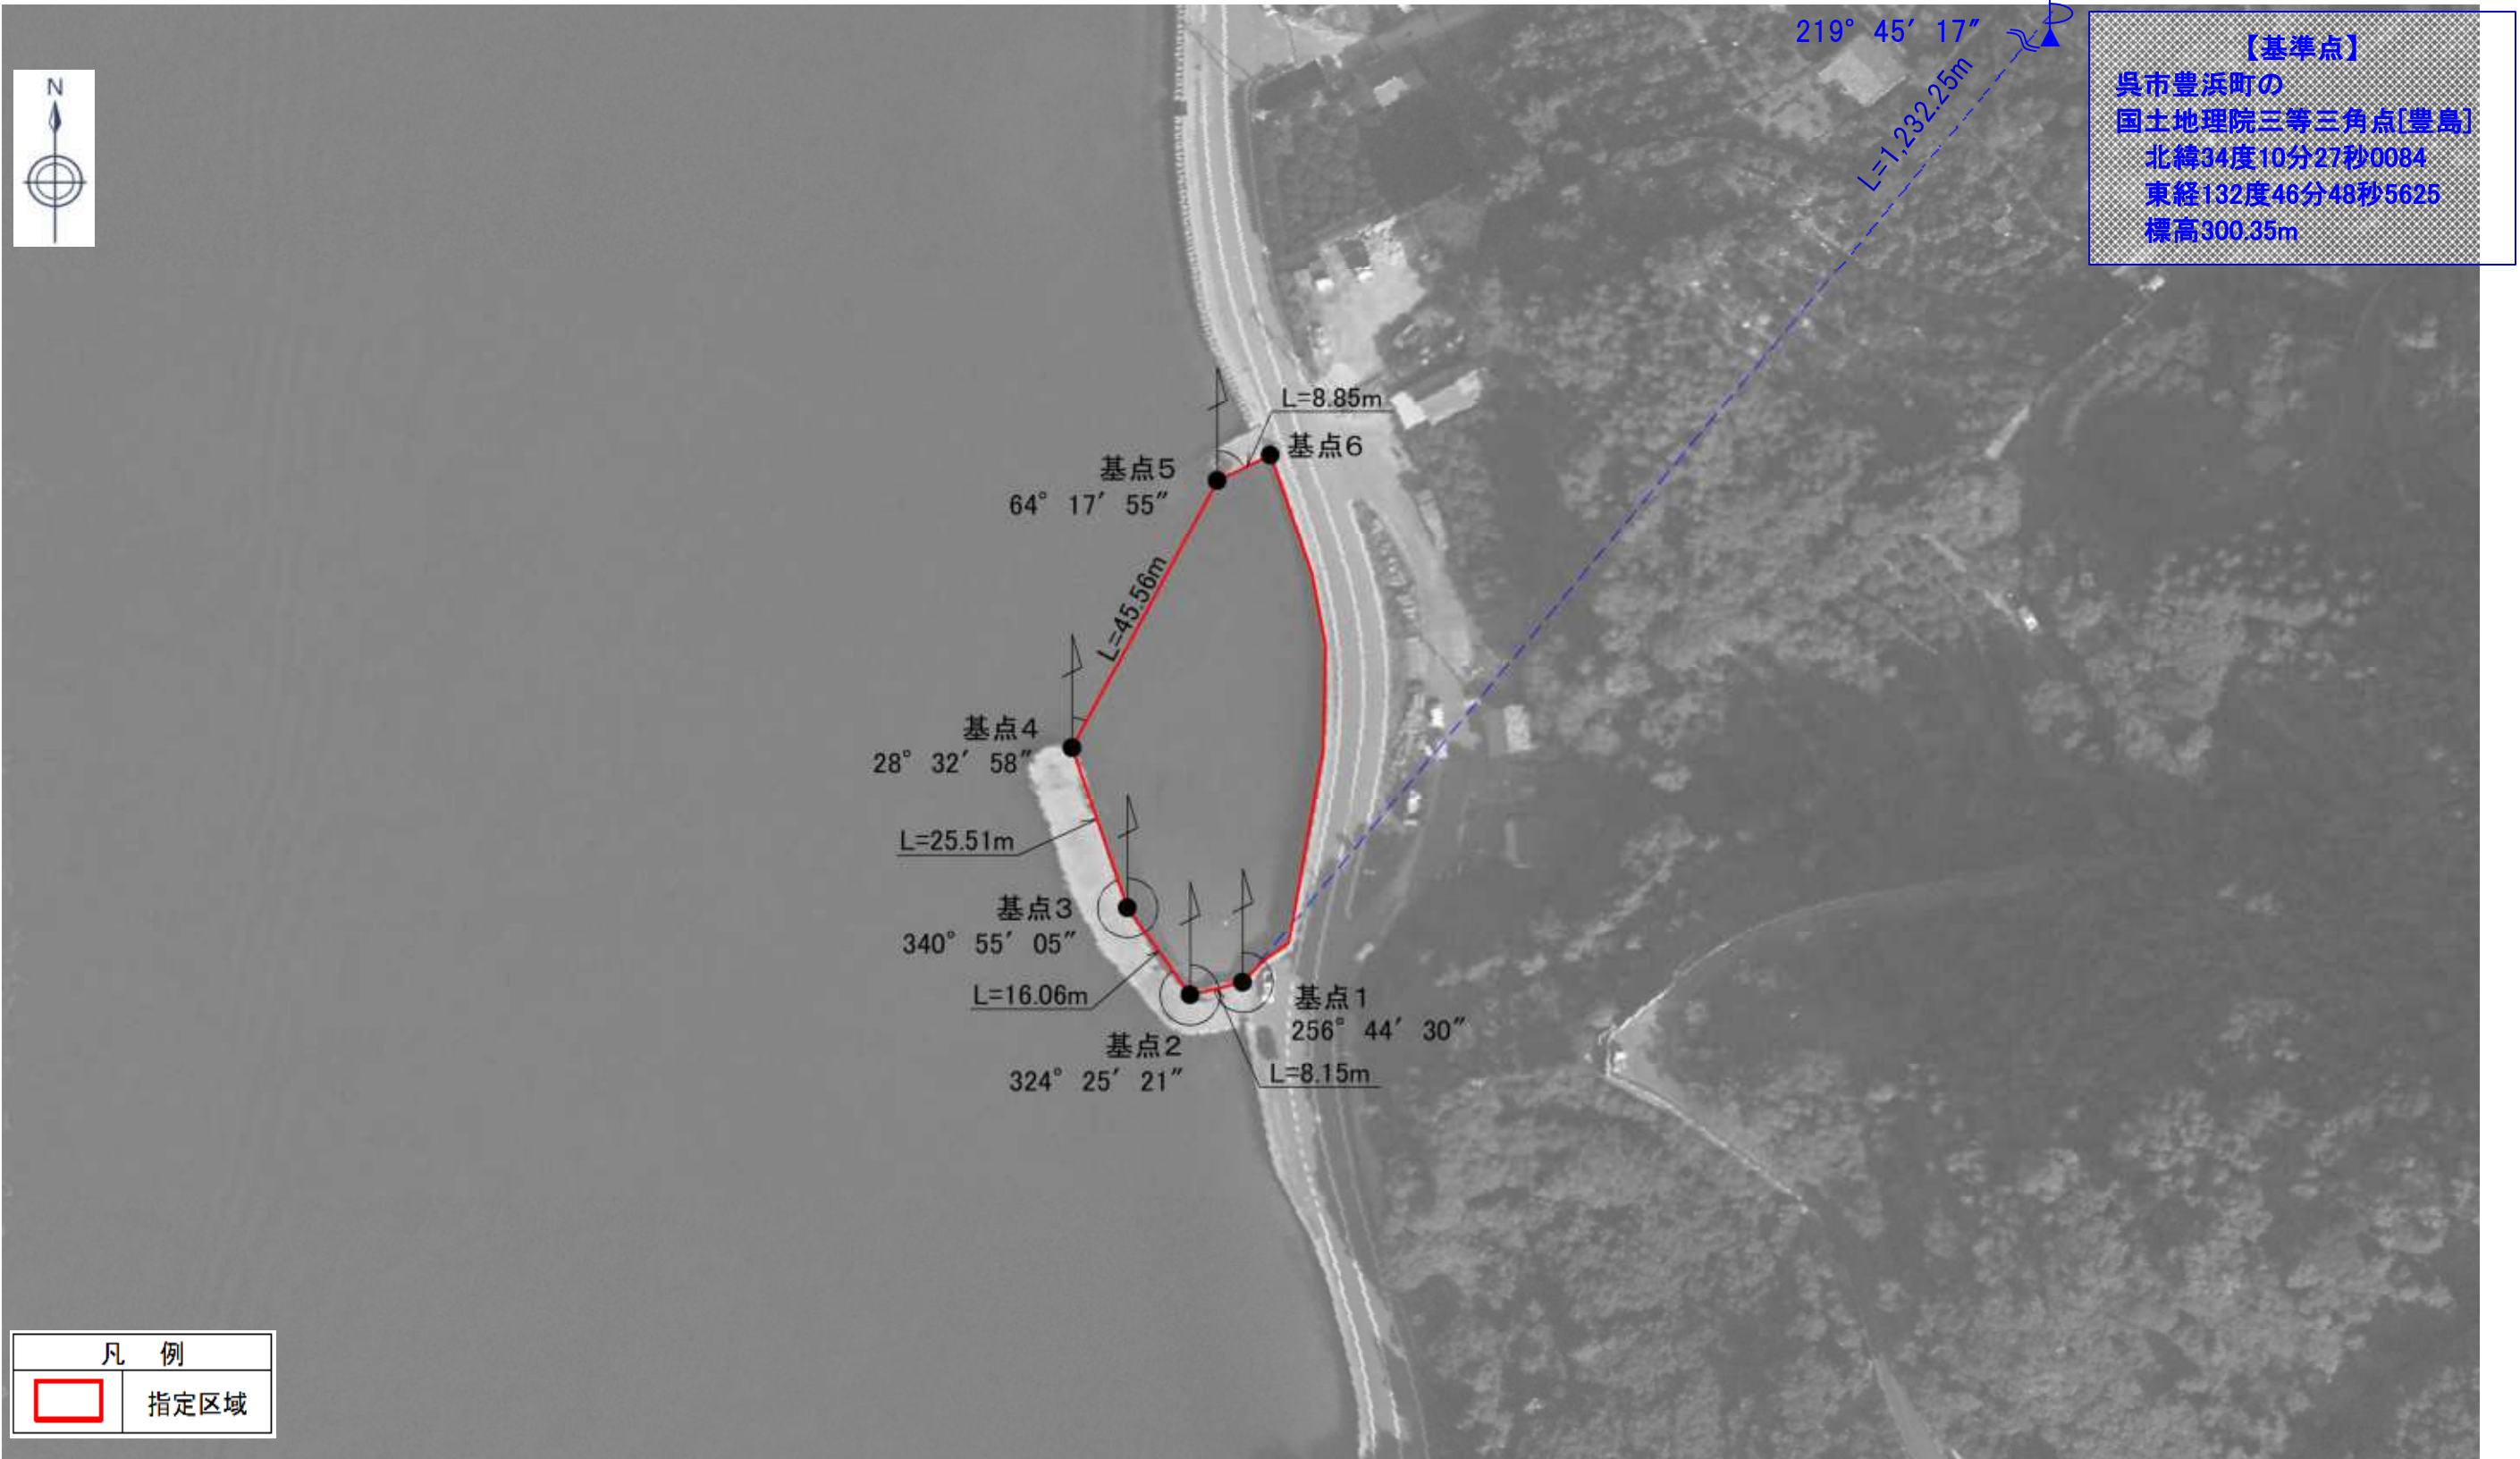 N
219° 45′ 17″
L=1,232.25m
【基準点】
呉市豊浜町の
国土地理院三等三角点[豊島]
北緯34度10分27秒0084
東経132度46分48秒5625
標高300.35m
L=8.85m
基点6
基点5
64° 17′ 55″
L=45.56m
基点4
28° 32′ 58″
L=25.51m
基点3
340° 55′ 05″
L=16.06m
基点1
256° 44′ 30″
基点2
324° 25′ 21″
L=8.15m
凡 例
指定区域